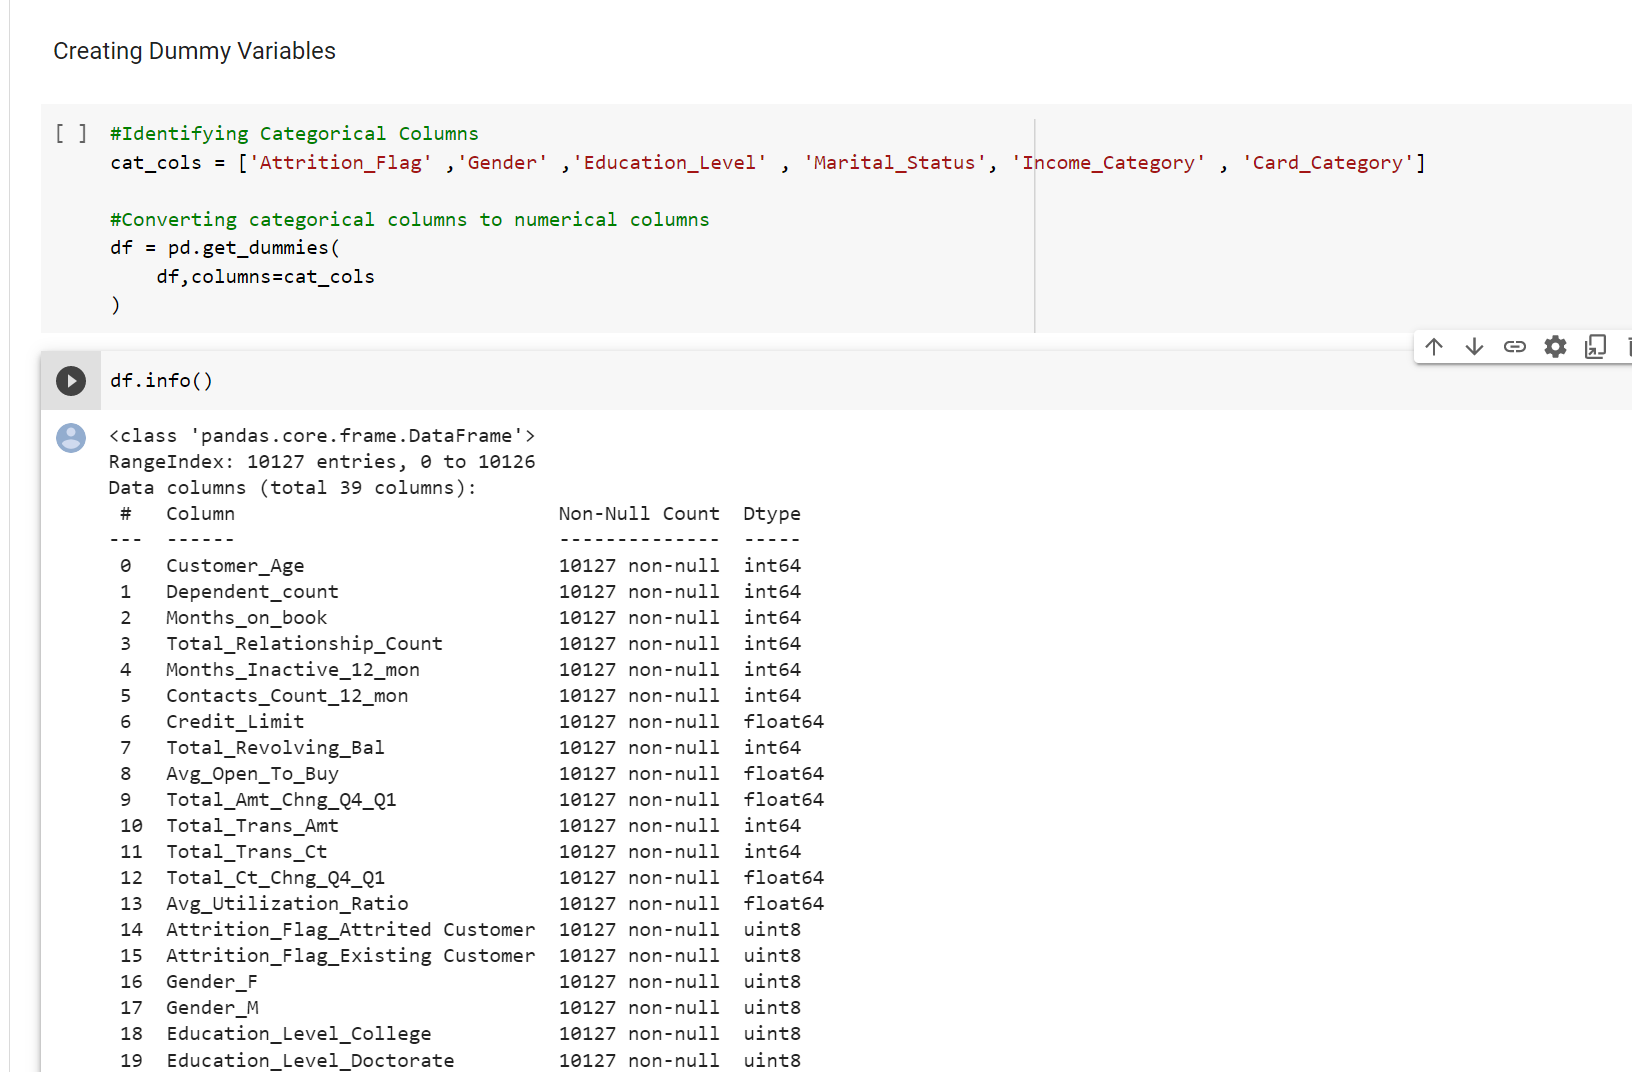 Creating Dummy Variables
[ ] #Identifying Categorical Columns
cat_cols = ['Attrition_Flag' ,'Gender' ,'Education_Level' , 'Marital_Status', 'Income_Category' , 'Card_Category']
#Converting categorical columns to numerical columns
df = pd.get_dummies(
df,columns=cat_cols
)
df.info()
<class 'pandas.core.frame.DataFrame'>
RangeIndex: 10127 entries, 0 to 10126
Data columns (total 39 columns):
# Column Non-Null Count Dtype
--- ------ -------------- -----
0 Customer_Age 10127 non-null int64
1 Dependent_count 10127 non-null int64
2 Months_on_book 10127 non-null int64
3 Total_Relationship_Count 10127 non-null int64
4 Months_Inactive_12_mon 10127 non-null int64
5 Contacts_Count_12_mon 10127 non-null int64
6 Credit_Limit 10127 non-null float64
7 Total_Revolving_Bal 10127 non-null int64
8 Avg_Open_To_Buy 10127 non-null float64
9 Total_Amt_Chng_Q4_Q1 10127 non-null float64
10 Total_Trans_Amt 10127 non-null int64
11 Total_Trans_Ct 10127 non-null int64
12 Total_Ct_Chng_Q4_Q1 10127 non-null float64
13 Avg_Utilization_Ratio 10127 non-null float64
14 Attrition_Flag_Attrited Customer 10127 non-null uint8
15 Attrition_Flag_Existing Customer 10127 non-null uint8
16 Gender_F 10127 non-null uint8
17 Gender_M 10127 non-null uint8
18 Education_Level_College 10127 non-null uint8
19 Education_Level_Doctorate 10127 non-null uint8